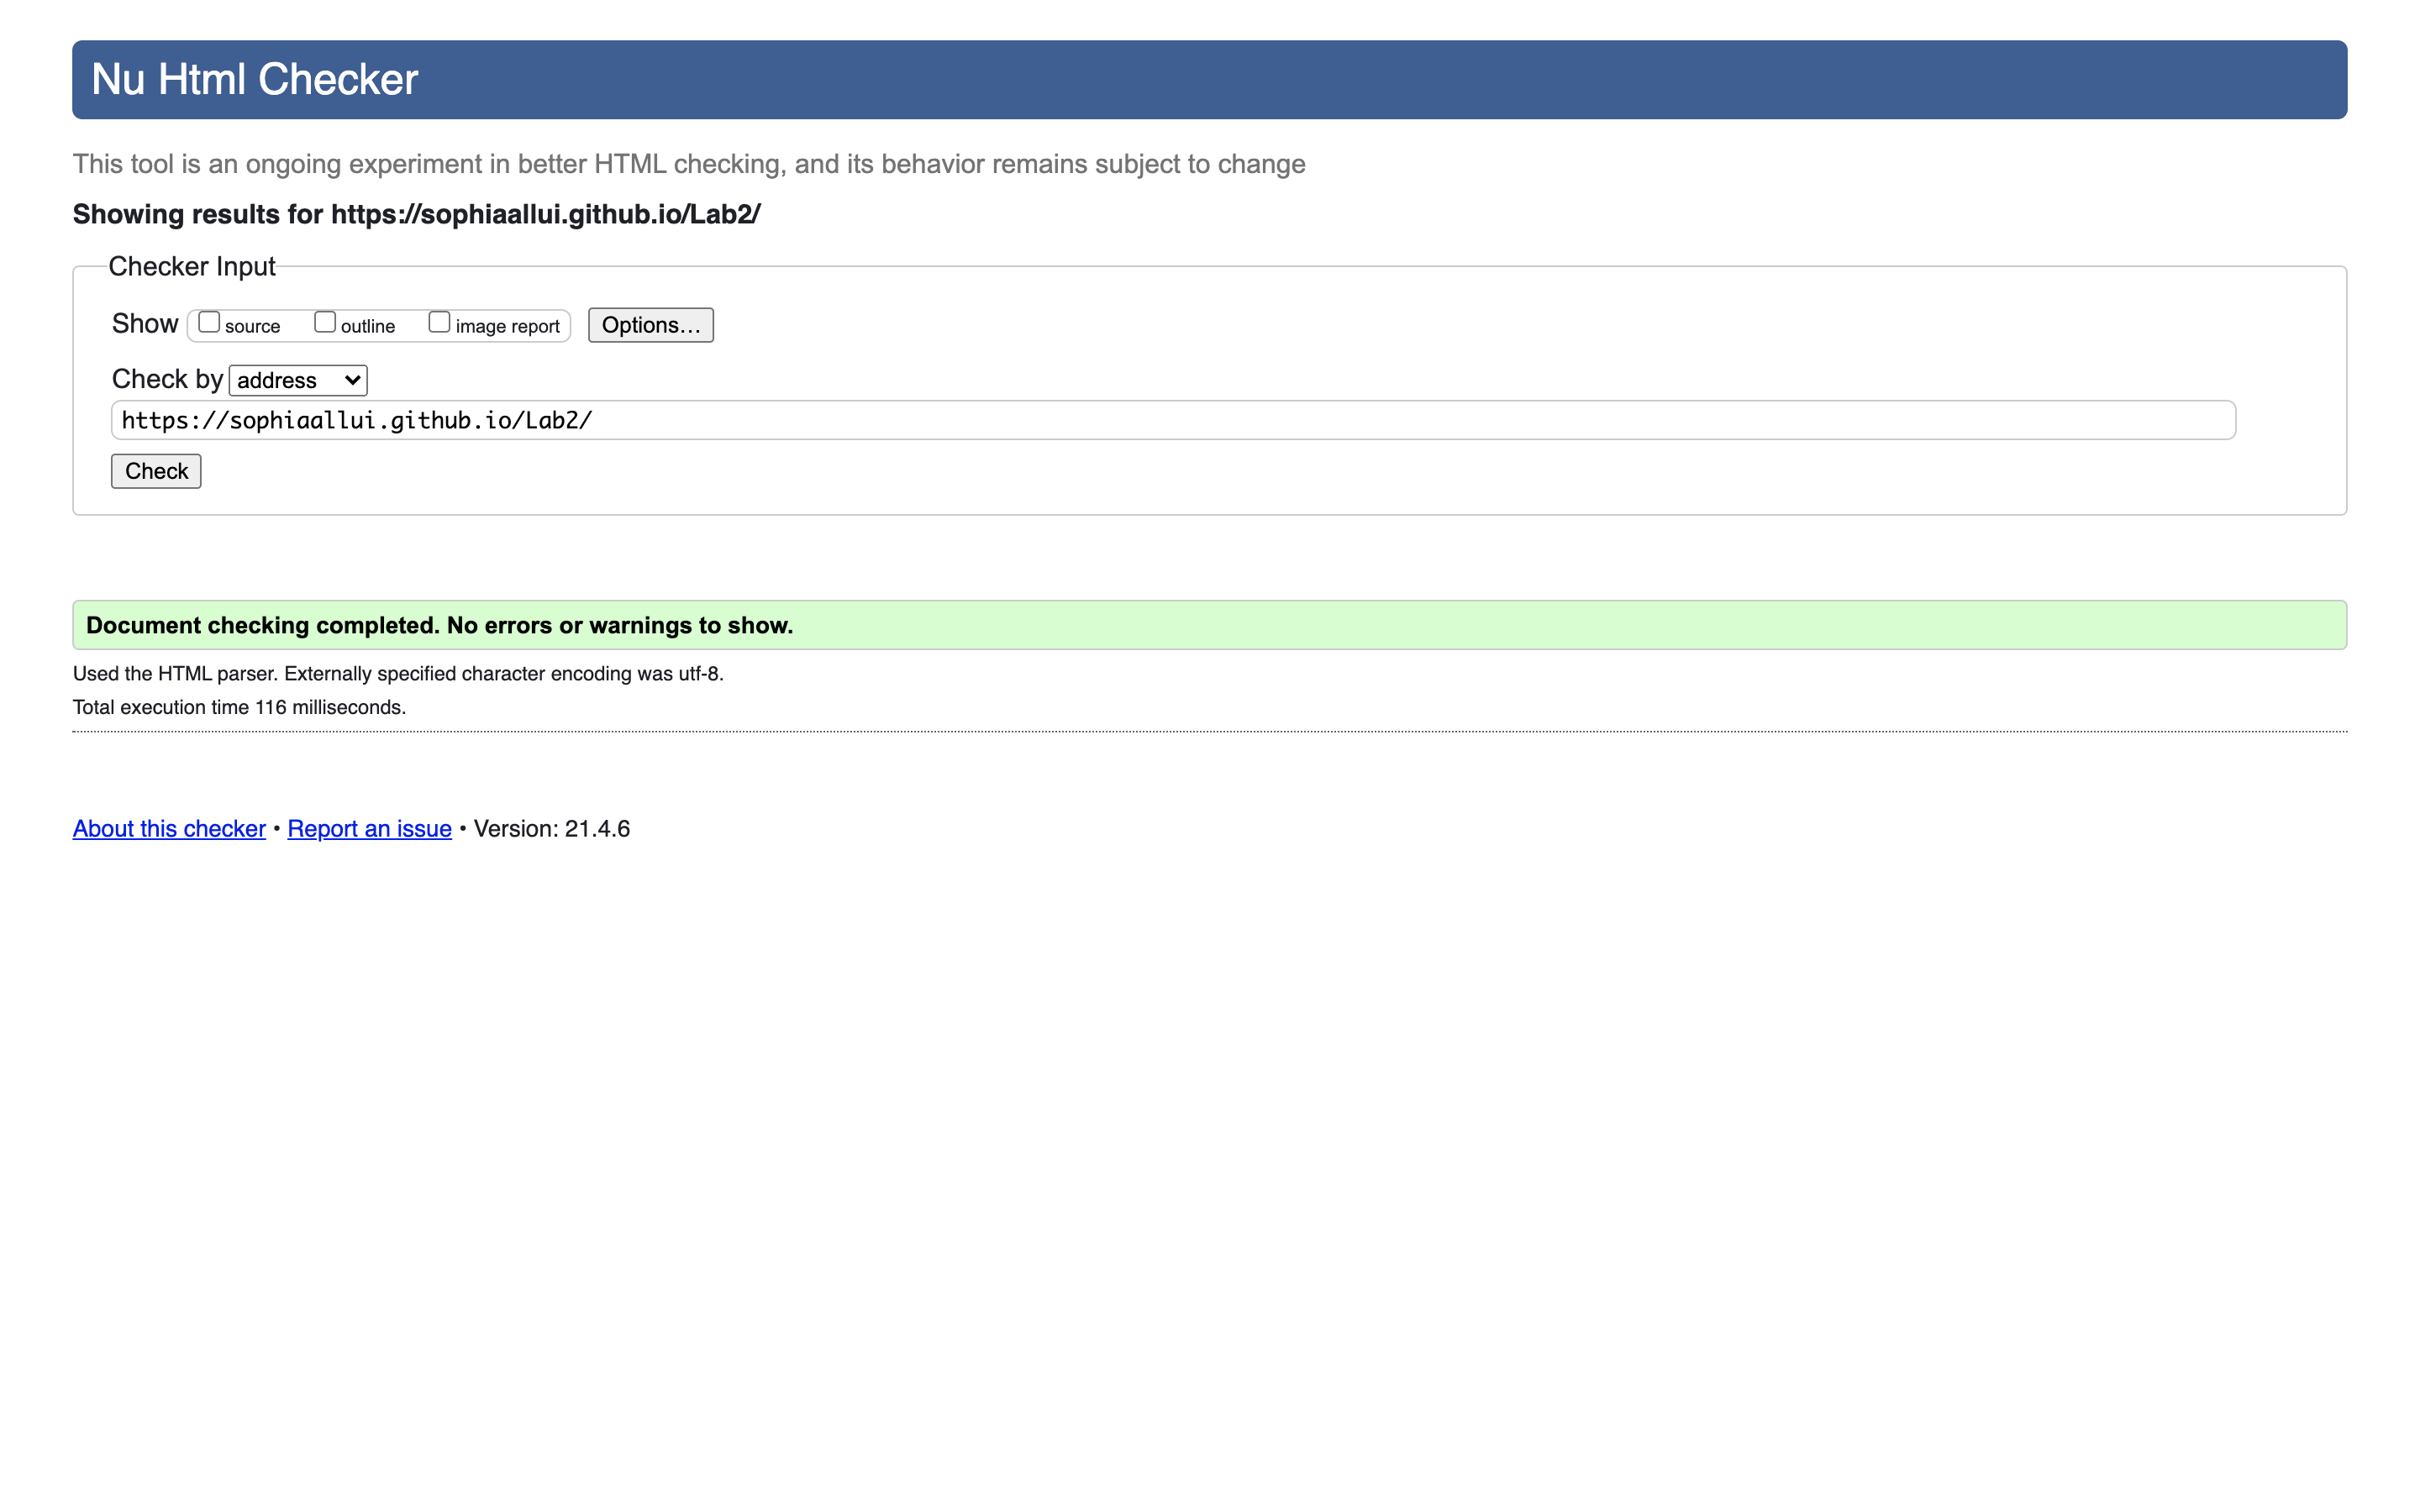 Nu Html Checker
This tool is an ongoing experiment in better HTML checking, and its behavior remains subject to change
Showing results for https://sophiaallui.github.io/Lab2/
Checker Input
Show source outline image report Options...
Check by address
https://sophiaallui.github.io/Lab2/
Check
Document checking completed. No errors or warnings to show.
Used the HTML parser. Externally specified character encoding was utf-8.
Total execution time 116 milliseconds.
About this checker • Report an issue • Version: 21.4.6